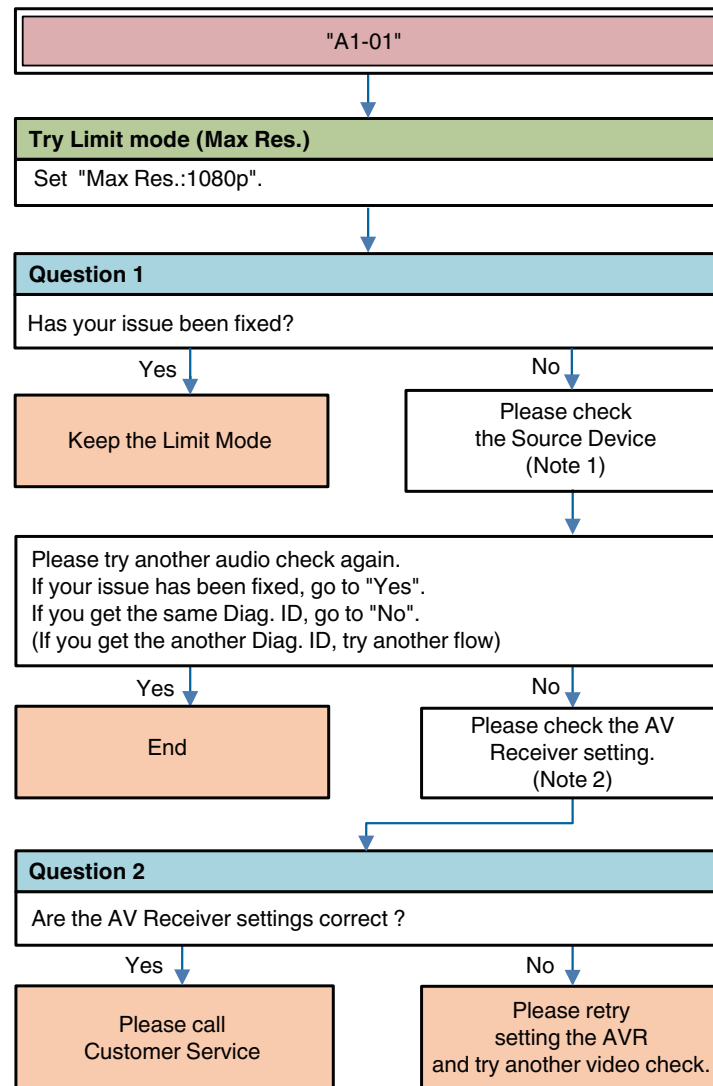 "A1-01"
Try Limit mode (Max Res.)
Set "Max Res.:1080p".
Question 1
Has your issue been fixed?
Yes
No
Keep the Limit Mode
Please check
the Source Device
(Note 1)
Please try another audio check again.
If your issue has been fixed, go to "Yes".
If you get the same Diag. ID, go to "No".
(If you get the another Diag. ID, try another flow)
Yes
No
End
Please check the AV
Receiver setting.
(Note 2)
Question 2
Are the AV Receiver settings correct ?
Yes
No
Please call
Customer Service
Please retry
setting the AVR
and try another video check.